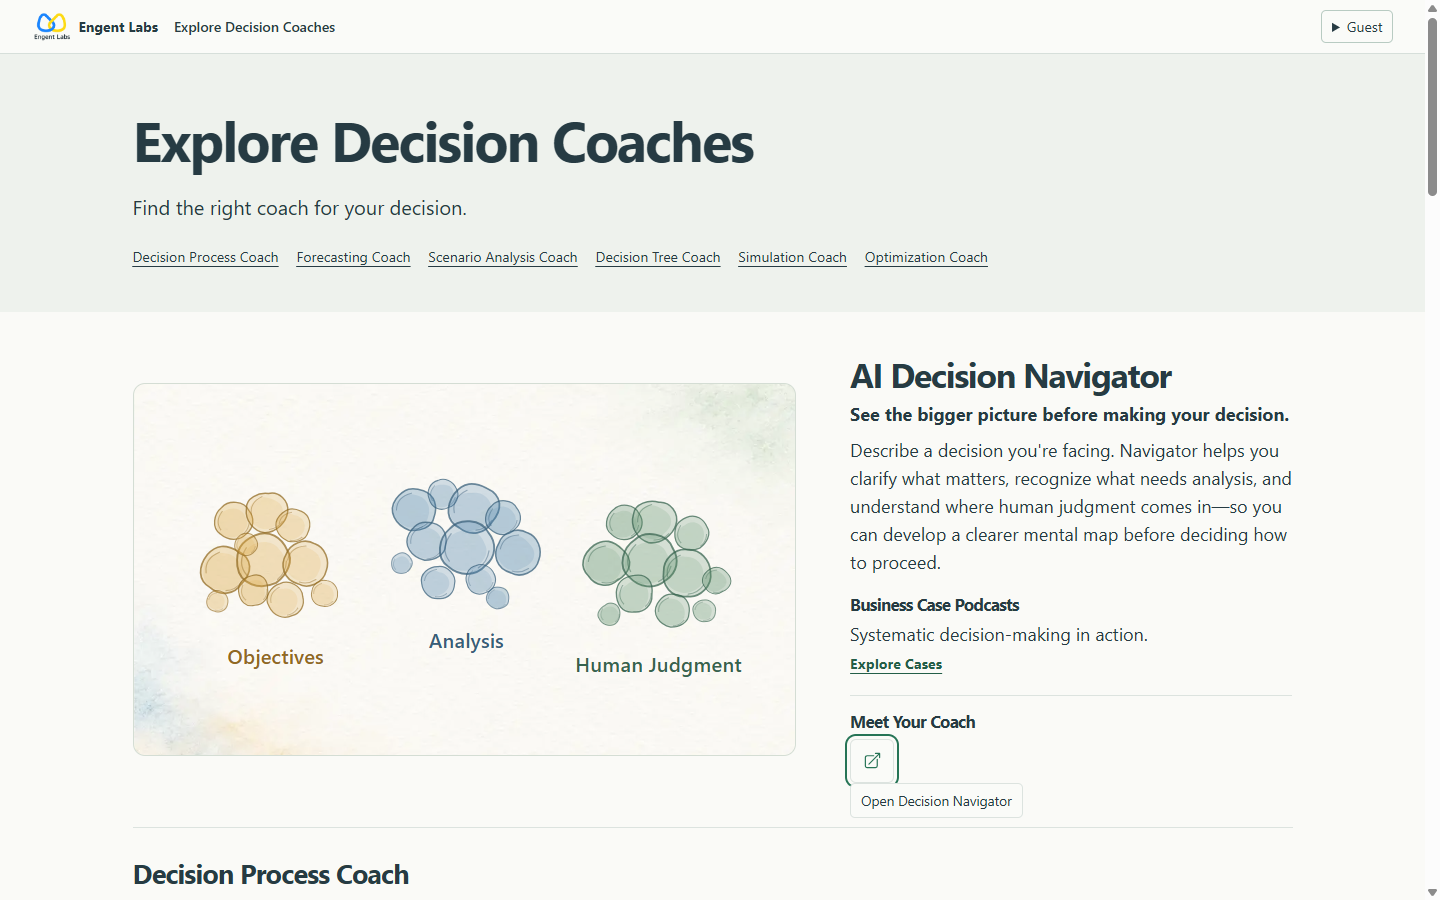 Engent Labs
Engent Labs
Explore Decision Coaches
Guest
Explore Decision Coaches
Find the right coach for your decision.
Decision Process Coach
Forecasting Coach
Scenario Analysis Coach
Decision Tree Coach
Simulation Coach
Optimization Coach
Objectives
Analysis
Human Judgment
AI Decision Navigator
See the bigger picture before making your decision.
Describe a decision you're facing. Navigator helps you
clarify what matters, recognize what needs analysis, and
understand where human judgment comes in—so you
can develop a clearer mental map before deciding how
to proceed.
Business Case Podcasts
Systematic decision-making in action.
Explore Cases
Meet Your Coach
Open Decision Navigator
Decision Process Coach